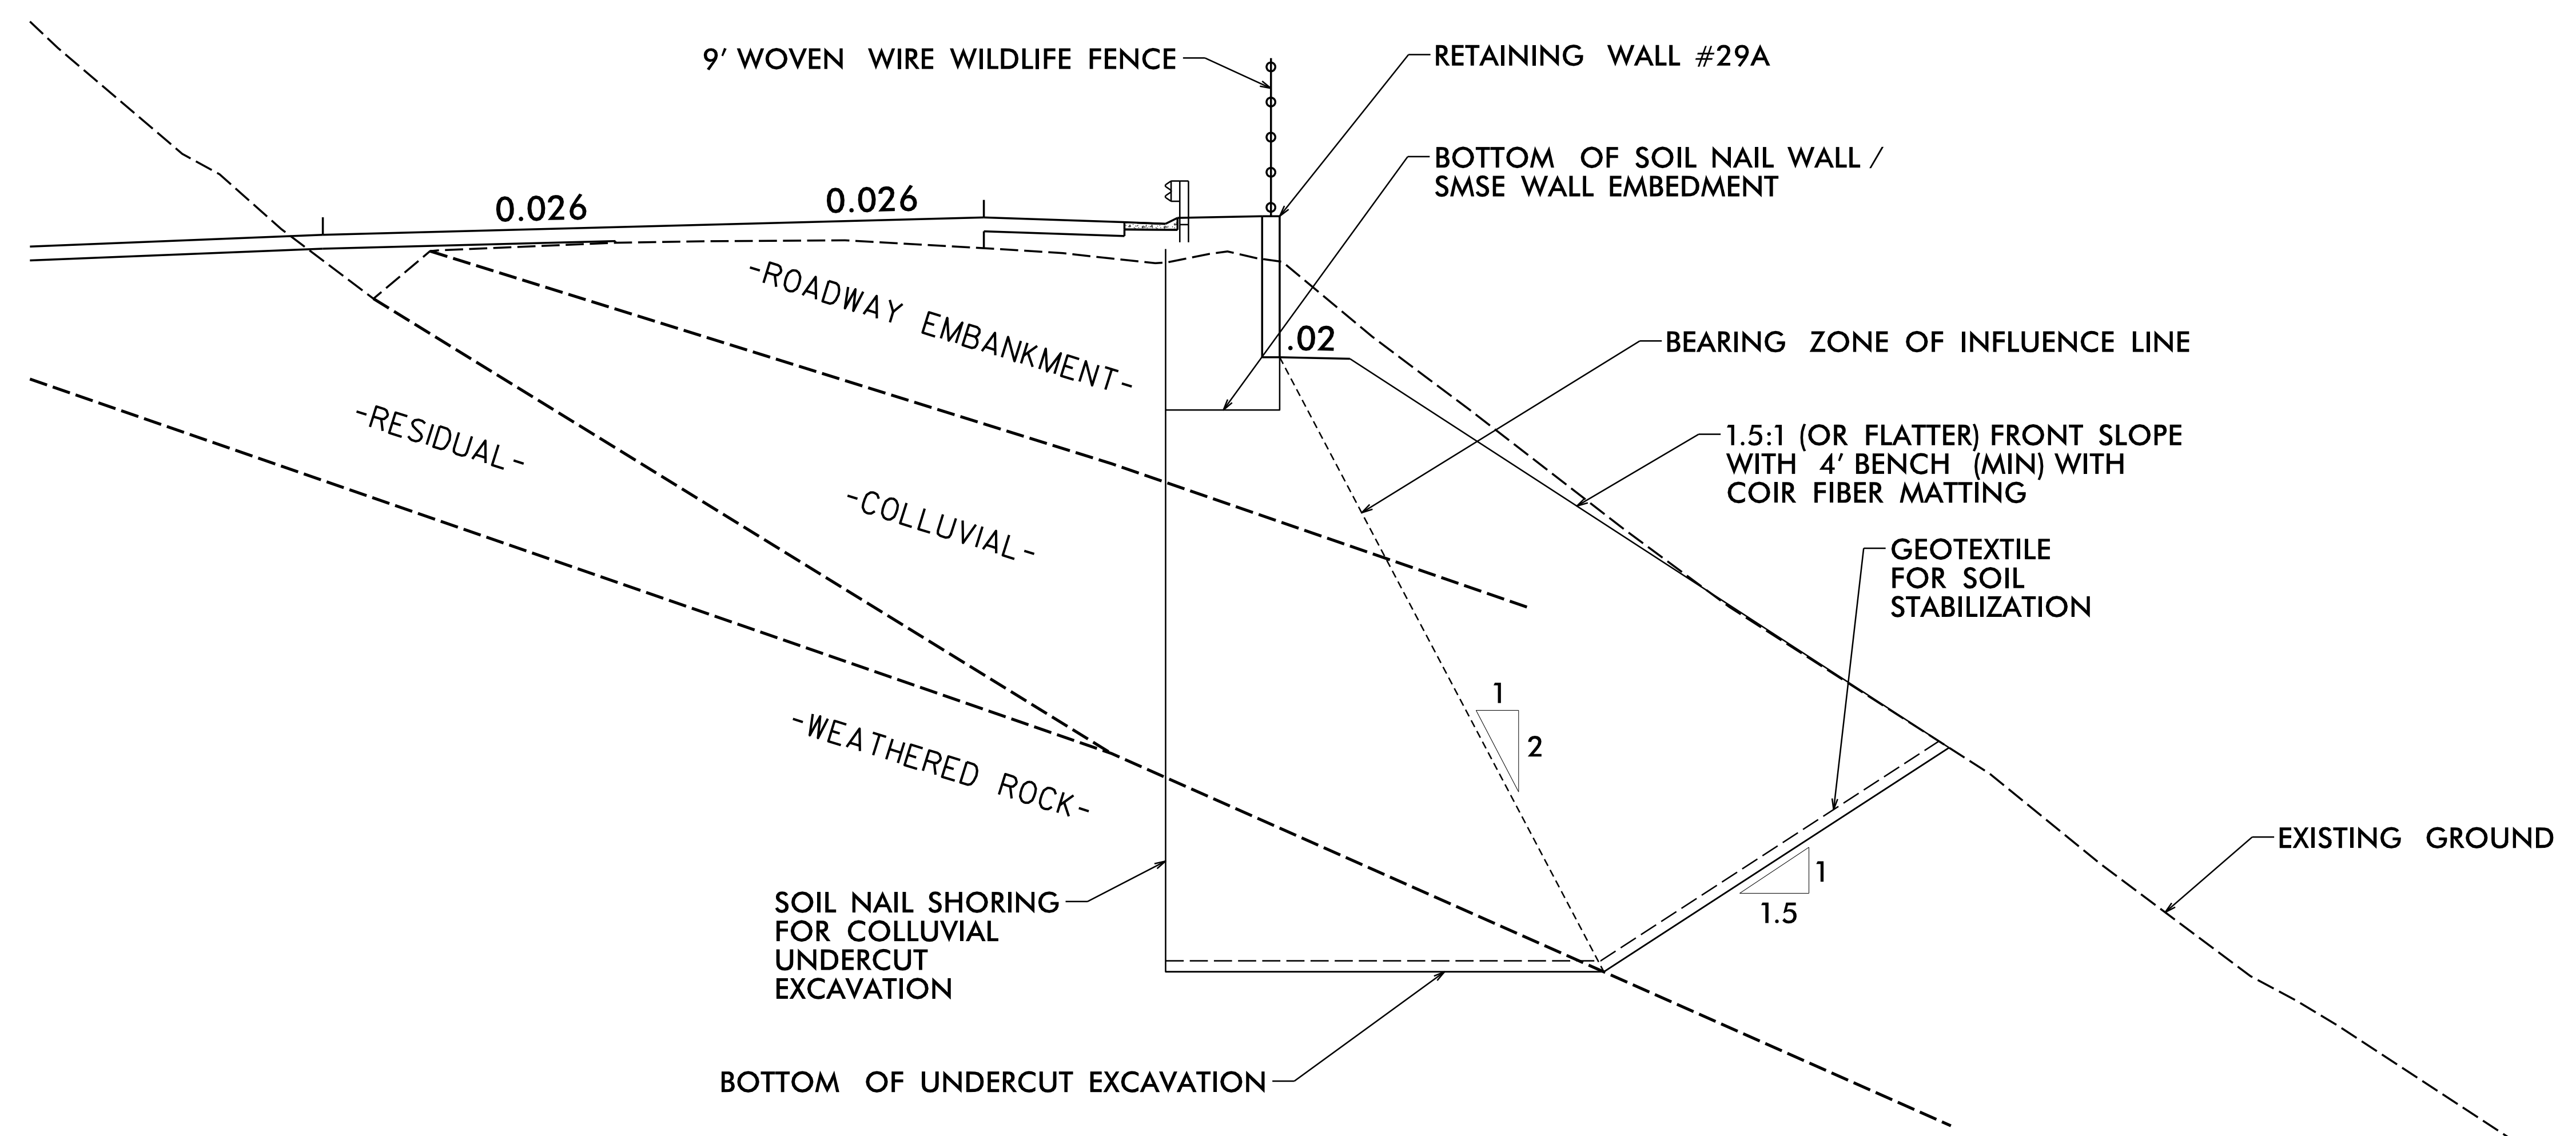 9' WOVEN WIRE WILDLIFE FENCE
RETAINING WALL #29A
BOTTOM OF SOIL NAIL WALL /
SMSE WALL EMBEDMENT
0.026
0.026
-ROADWAY EMBANKMENT-
.02
BEARING ZONE OF INFLUENCE LINE
-RESIDUAL-
1.5:1 (OR FLATTER) FRONT SLOPE
WITH 4' BENCH (MIN) WITH
COIR FIBER MATTING
-COLLUVIAL-
GEOTEXTILE
FOR SOIL
STABILIZATION
1
2
-WEATHERED ROCK-
EXISTING GROUND
1
1.5
SOIL NAIL SHORING
FOR COLLUVIAL
UNDERCUT
EXCAVATION
BOTTOM OF UNDERCUT EXCAVATION